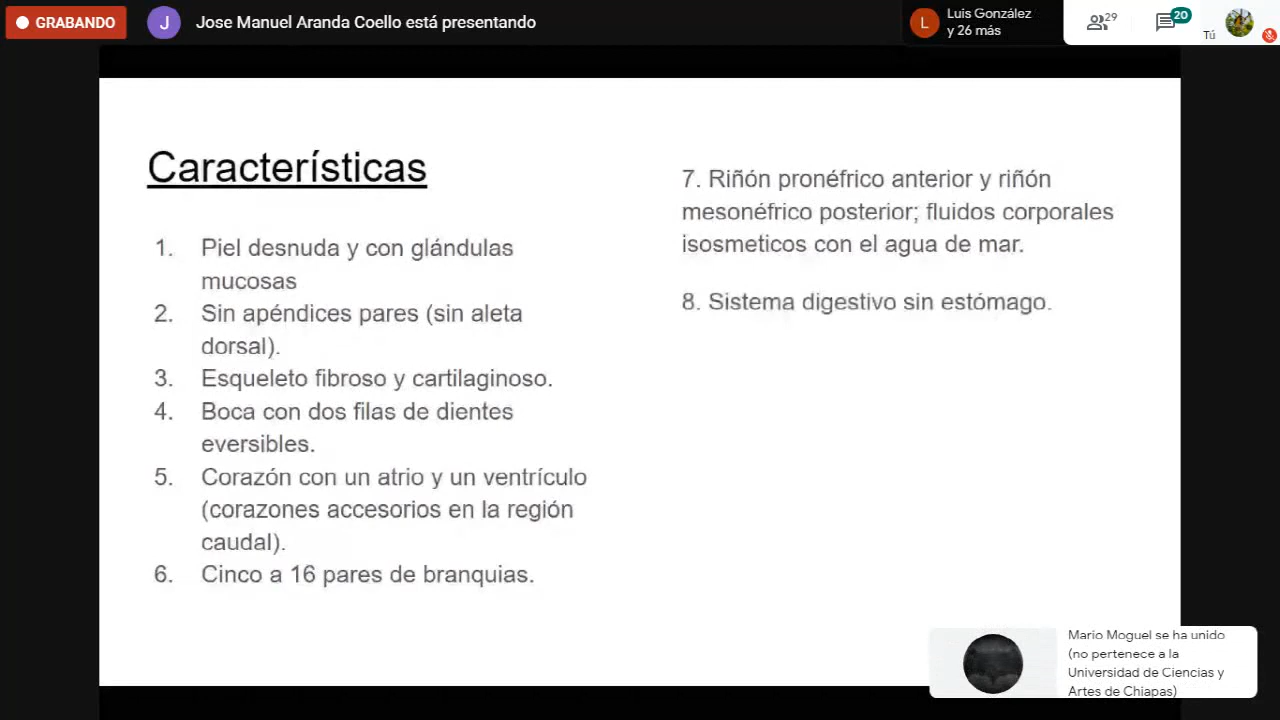 GRABANDO
J
Jose Manuel Aranda Coello está presentando
L
Luis González
y 26 más
29
20
Tú
Características
1. Piel desnuda y con glándulas
mucosas
2. Sin apéndices pares (sin aleta
dorsal).
3. Esqueleto fibroso y cartilaginoso.
4. Boca con dos filas de dientes
eversibles.
5. Corazón con un atrio y un ventrículo
(corazones accesorios en la región
caudal).
6. Cinco a 16 pares de branquias.
7. Riñón pronéfrico anterior y riñón
mesonéfrico posterior; fluidos corporales
isosmeticos con el agua de mar.
8. Sistema digestivo sin estómago.
Mario Moguel se ha unido
(no pertenece a la
Universidad de Ciencias y
Artes de Chiapas)